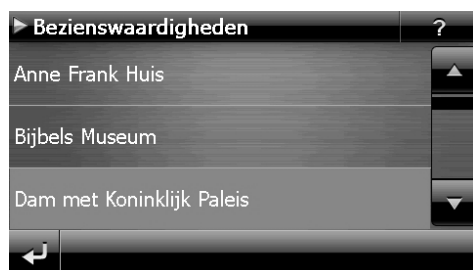 Bezienswaardigheden ?
Anne Frank Huis
Bijbels Museum
Dam met Koninklijk Paleis